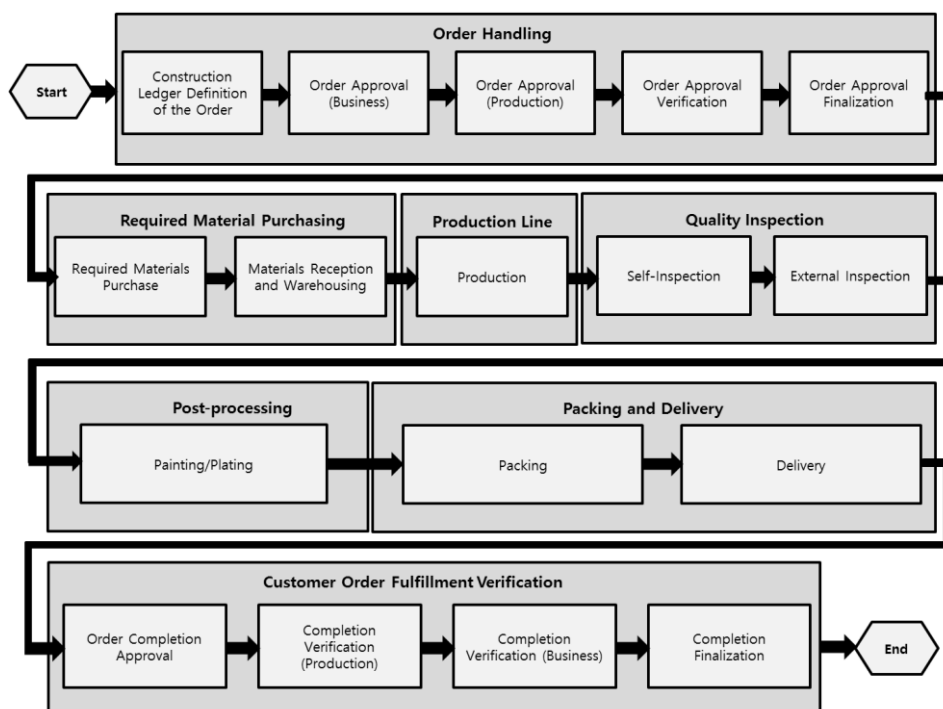 Order Handling
Start
Construction
Ledger Definition
of the Order
Order Approval
(Business)
Order Approval
(Production)
Order Approval
Verification
Order Approval
Finalization
Required Material Purchasing
Required Materials
Purchase
Materials Reception
and Warehousing
Production Line
Production
Quality Inspection
Self-Inspection
External Inspection
Post-processing
Painting/Plating
Packing and Delivery
Packing
Delivery
Customer Order Fulfillment Verification
Order Completion
Approval
Completion
Verification
(Production)
Completion
Verification (Business)
Completion
Finalization
End